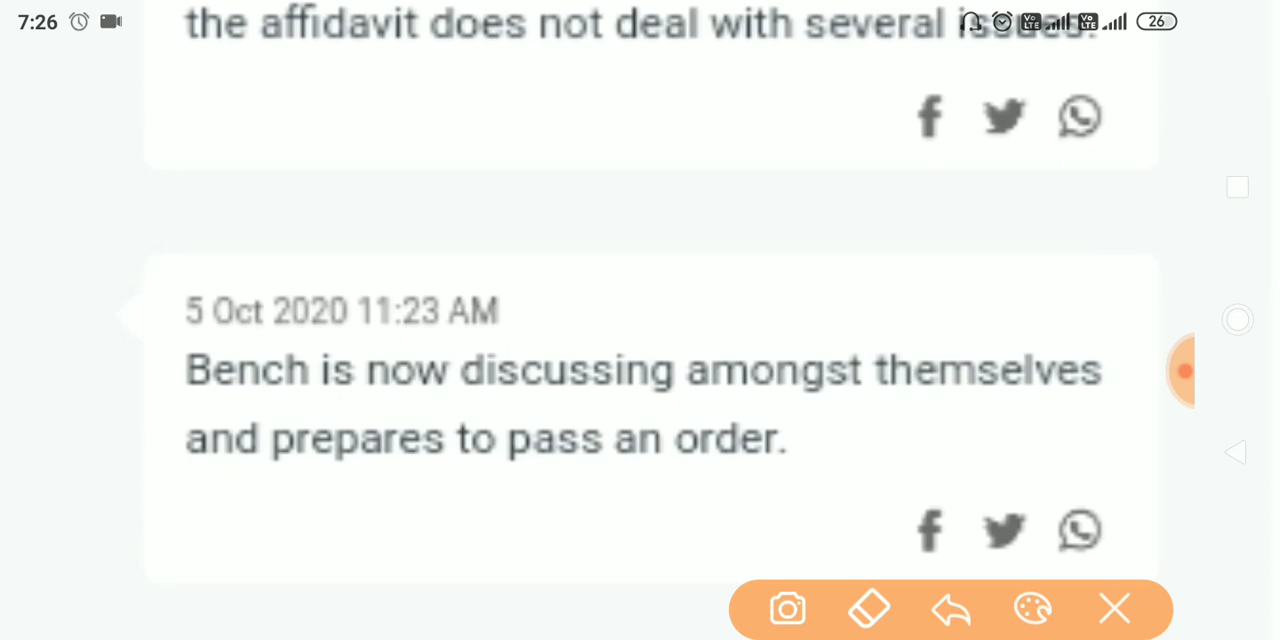 7:26
26
the affidavit does not deal with several issues.
5 Oct 2020 11:23 AM
Bench is now discussing amongst themselves
and prepares to pass an order.